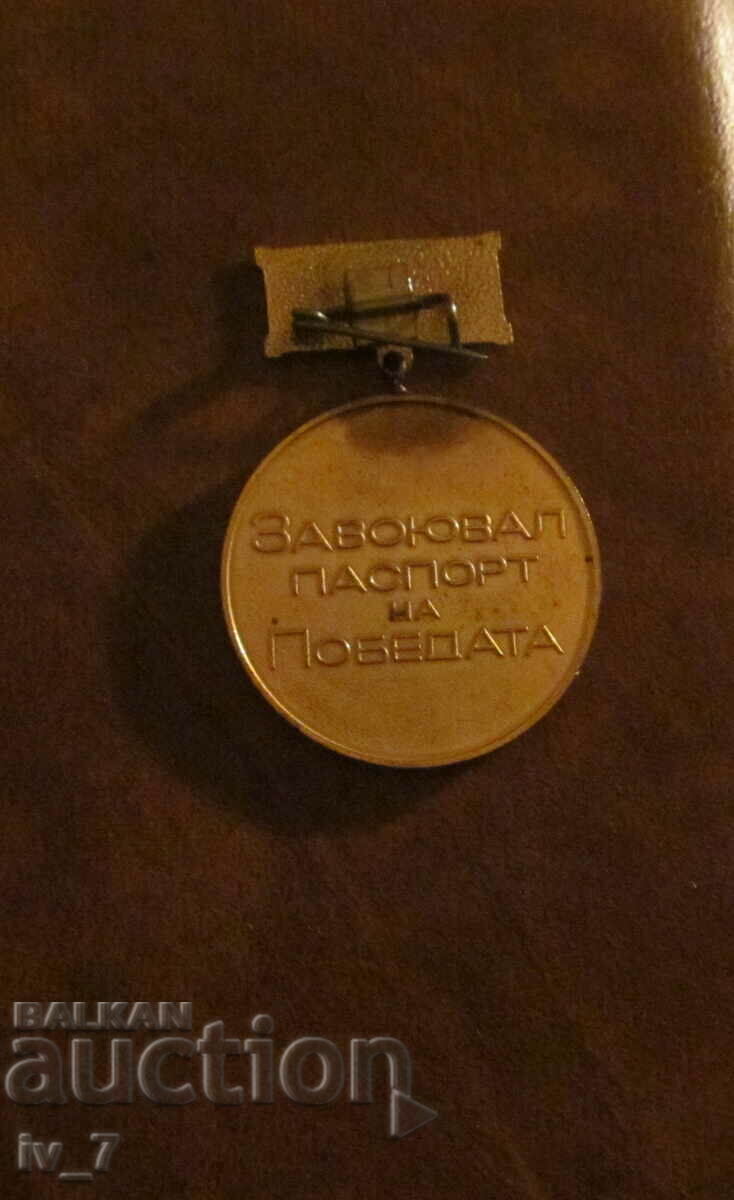 ЗАВОЮВАЛ
ПАСПОРТ
НА
ПОБЕДАТА
BALKAN
auction
iv_7